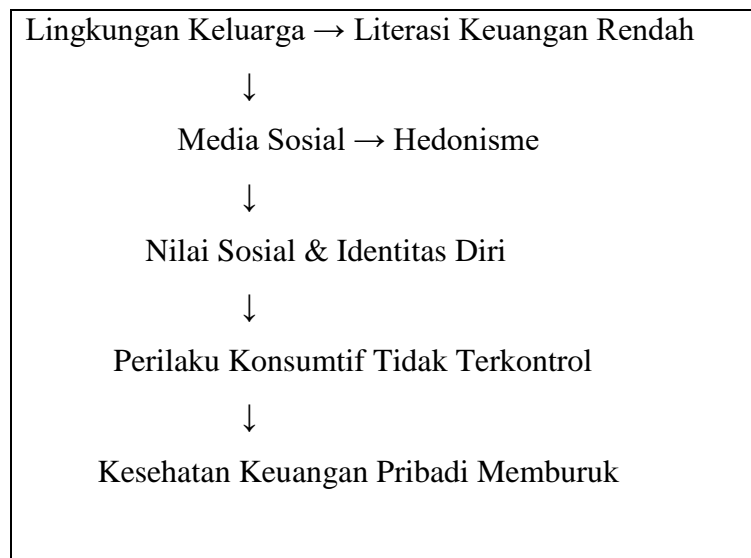 Lingkungan Keluarga → Literasi Keuangan Rendah
↓
Media Sosial → Hedonisme
↓
Nilai Sosial & Identitas Diri
↓
Perilaku Konsumtif Tidak Terkontrol
↓
Kesehatan Keuangan Pribadi Memburuk